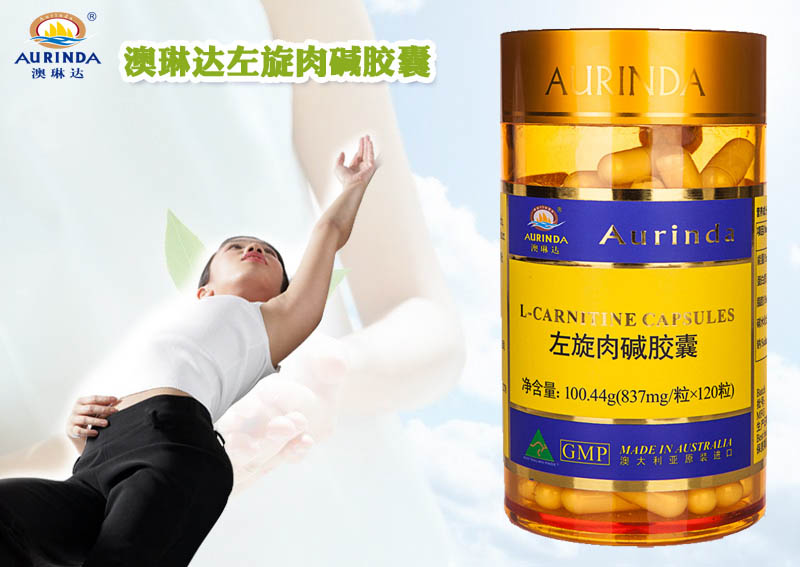 Aurinda
®
AURINDA
澳琳达
澳琳达左旋肉碱胶囊
AURINDA
®
AURINDA
澳琳达
Aurinda
L-CARNITINE CAPSULES
左旋肉碱胶囊
净含量: 100.44g(837mg/粒×120粒)
GMP
MADE IN AUSTRALIA
澳大利亚原装进口